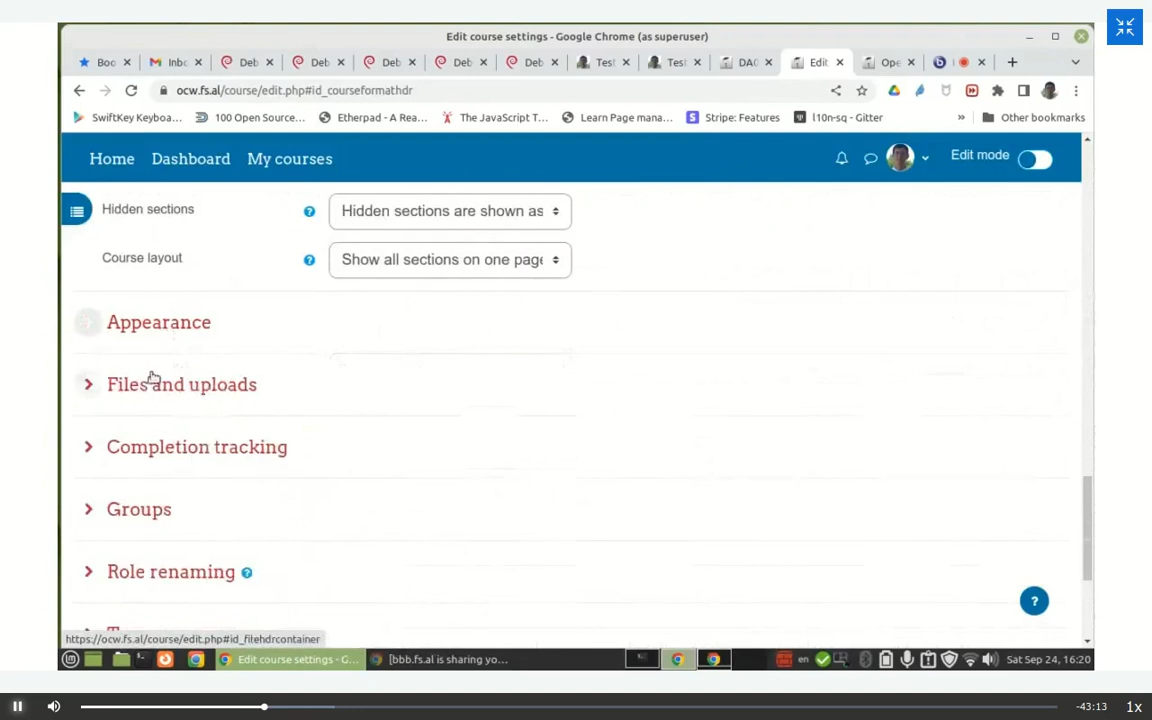 Edit course settings - Google Chrome (as superuser)
Boo
Inbo
Deb
Deb
Deb
Deb
Deb
Test
Test
DAO
Edit
Ope
ocw.fs.al/course/edit.php#id_courseformathdr
SwiftKey Keyboa...
100 Open Source...
Etherpad - A Rea...
The JavaScript T...
Learn Page mana...
Stripe: Features
l10n-sq - Gitter
»
Other bookmarks
Home
Dashboard
My courses
Edit mode
Hidden sections
Hidden sections are shown as
Course layout
Show all sections on one page
Appearance
Files and uploads
Completion tracking
Groups
Role renaming
https://ocw.fs.al/course/edit.php#id_filehdrcontainer
Edit course settings - G...
[bbb.fs.al is sharing yo...
en
Sat Sep 24, 16:20
-43:13
1x